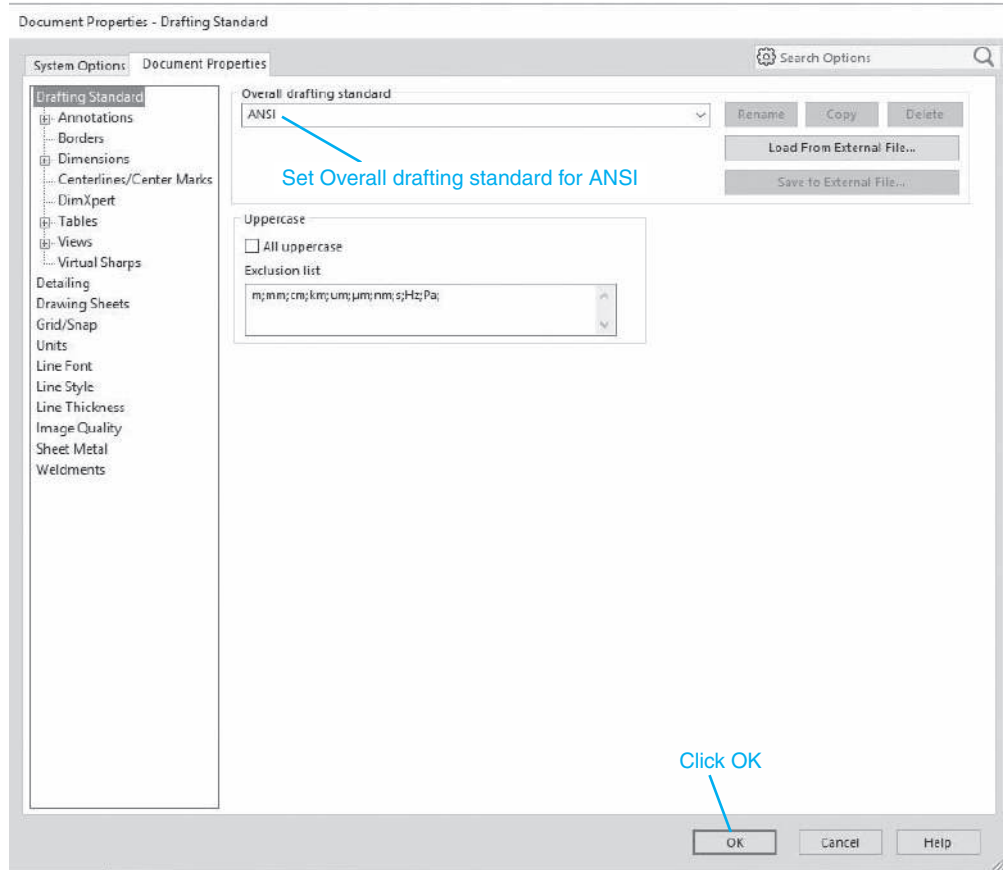 Document Properties - Drafting Standard
System Options
Document Properties
Search Options
Drafting Standard
Annotations
Borders
Dimensions
Centerlines/Center Marks
DimXpert
Tables
Views
Virtual Sharps
Detailing
Drawing Sheets
Grid/Snap
Units
Line Font
Line Style
Line Thickness
Image Quality
Sheet Metal
Weldments
Overall drafting standard
ANSI
Rename
Copy
Delete
Load From External File...
Save to External File...
Set Overall drafting standard for ANSI
Uppercase
All uppercase
Exclusion list
m;mm;cm;km;um;µm;nm;s;Hz;Pa;
Click OK
OK
Cancel
Help